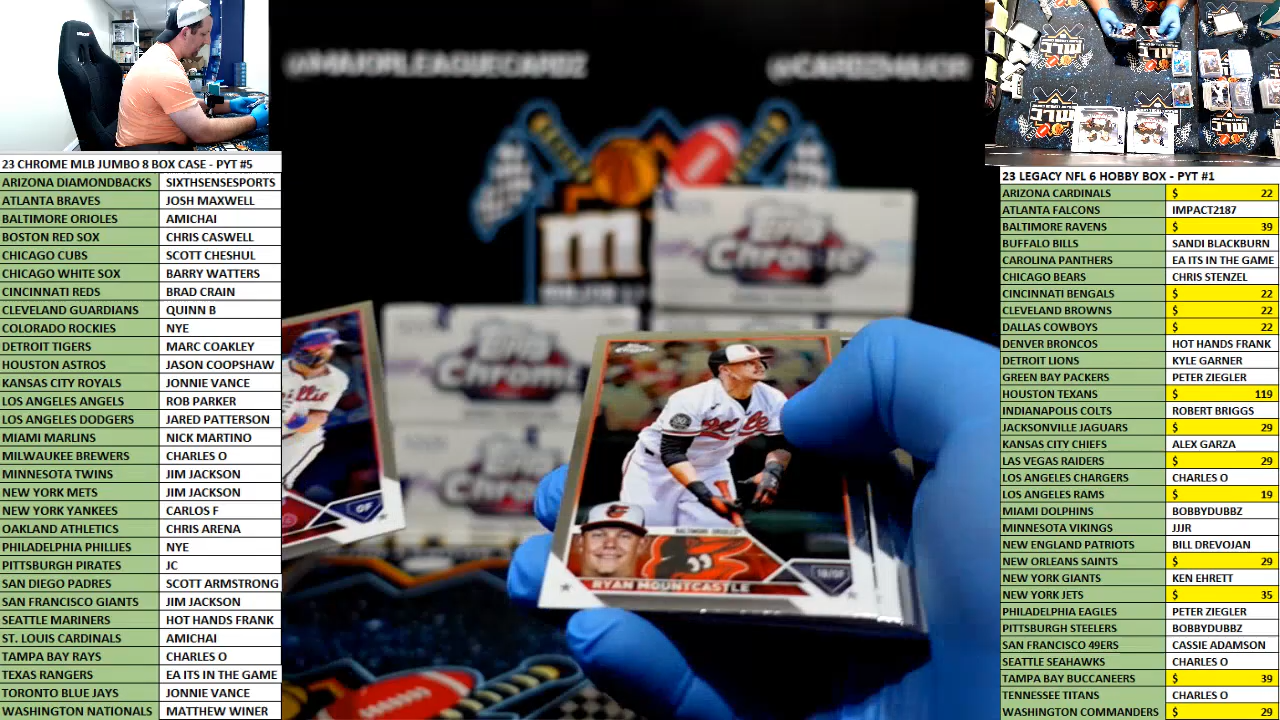 @MAJORLEAGECARDZ
@CARDZMAJOR
23 CHROME MLB JUMBO 8 BOX CASE - PYT #5
ARIZONA DIAMONDBACKS SIXTHSENSESPORTS
ATLANTA BRAVES JOSH MAXWELL
BALTIMORE ORIOLES AMICHAI
BOSTON RED SOX CHRIS CASWELL
CHICAGO CUBS SCOTT CHESHUL
CHICAGO WHITE SOX BARRY WATTERS
CINCINNATI REDS BRAD CRAIN
CLEVELAND GUARDIANS QUINN B
COLORADO ROCKIES NYE
DETROIT TIGERS MARC COAKLEY
HOUSTON ASTROS JASON COOPSHAW
KANSAS CITY ROYALS JONNIE VANCE
LOS ANGELES ANGELS ROB PARKER
LOS ANGELES DODGERS JARED PATTERSON
MIAMI MARLINS NICK MARTINO
MILWAUKEE BREWERS CHARLES O
MINNESOTA TWINS JIM JACKSON
NEW YORK METS JIM JACKSON
NEW YORK YANKEES CARLOS F
OAKLAND ATHLETICS CHRIS ARENA
PHILADELPHIA PHILLIES NYE
PITTSBURGH PIRATES JC
SAN DIEGO PADRES SCOTT ARMSTRONG
SAN FRANCISCO GIANTS JIM JACKSON
SEATTLE MARINERS HOT HANDS FRANK
ST. LOUIS CARDINALS AMICHAI
TAMPA BAY RAYS CHARLES O
TEXAS RANGERS EA ITS IN THE GAME
TORONTO BLUE JAYS JONNIE VANCE
WASHINGTON NATIONALS MATTHEW WINER
m
Topps
Chrome
Topps
Chrome
OF
BALTIMORE ORIOLES
RYAN MOUNTCASTLE
1B/OF
23 LEGACY NFL 6 HOBBY BOX - PYT #1
ARIZONA CARDINALS $ 22
ATLANTA FALCONS IMPACT2187
BALTIMORE RAVENS $ 39
BUFFALO BILLS SANDI BLACKBURN
CAROLINA PANTHERS EA ITS IN THE GAME
CHICAGO BEARS CHRIS STENZEL
CINCINNATI BENGALS $ 22
CLEVELAND BROWNS $ 22
DALLAS COWBOYS $ 22
DENVER BRONCOS HOT HANDS FRANK
DETROIT LIONS KYLE GARNER
GREEN BAY PACKERS PETER ZIEGLER
HOUSTON TEXANS $ 119
INDIANAPOLIS COLTS ROBERT BRIGGS
JACKSONVILLE JAGUARS $ 29
KANSAS CITY CHIEFS ALEX GARZA
LAS VEGAS RAIDERS $ 29
LOS ANGELES CHARGERS CHARLES O
LOS ANGELES RAMS $ 19
MIAMI DOLPHINS BOBBYDUBBZ
MINNESOTA VIKINGS JJJR
NEW ENGLAND PATRIOTS BILL DREVOJAN
NEW ORLEANS SAINTS $ 29
NEW YORK GIANTS KEN EHRETT
NEW YORK JETS $ 35
PHILADELPHIA EAGLES PETER ZIEGLER
PITTSBURGH STEELERS BOBBYDUBBZ
SAN FRANCISCO 49ERS CASSIE ADAMSON
SEATTLE SEAHAWKS CHARLES O
TAMPA BAY BUCCANEERS $ 39
TENNESSEE TITANS CHARLES O
WASHINGTON COMMANDERS $ 29